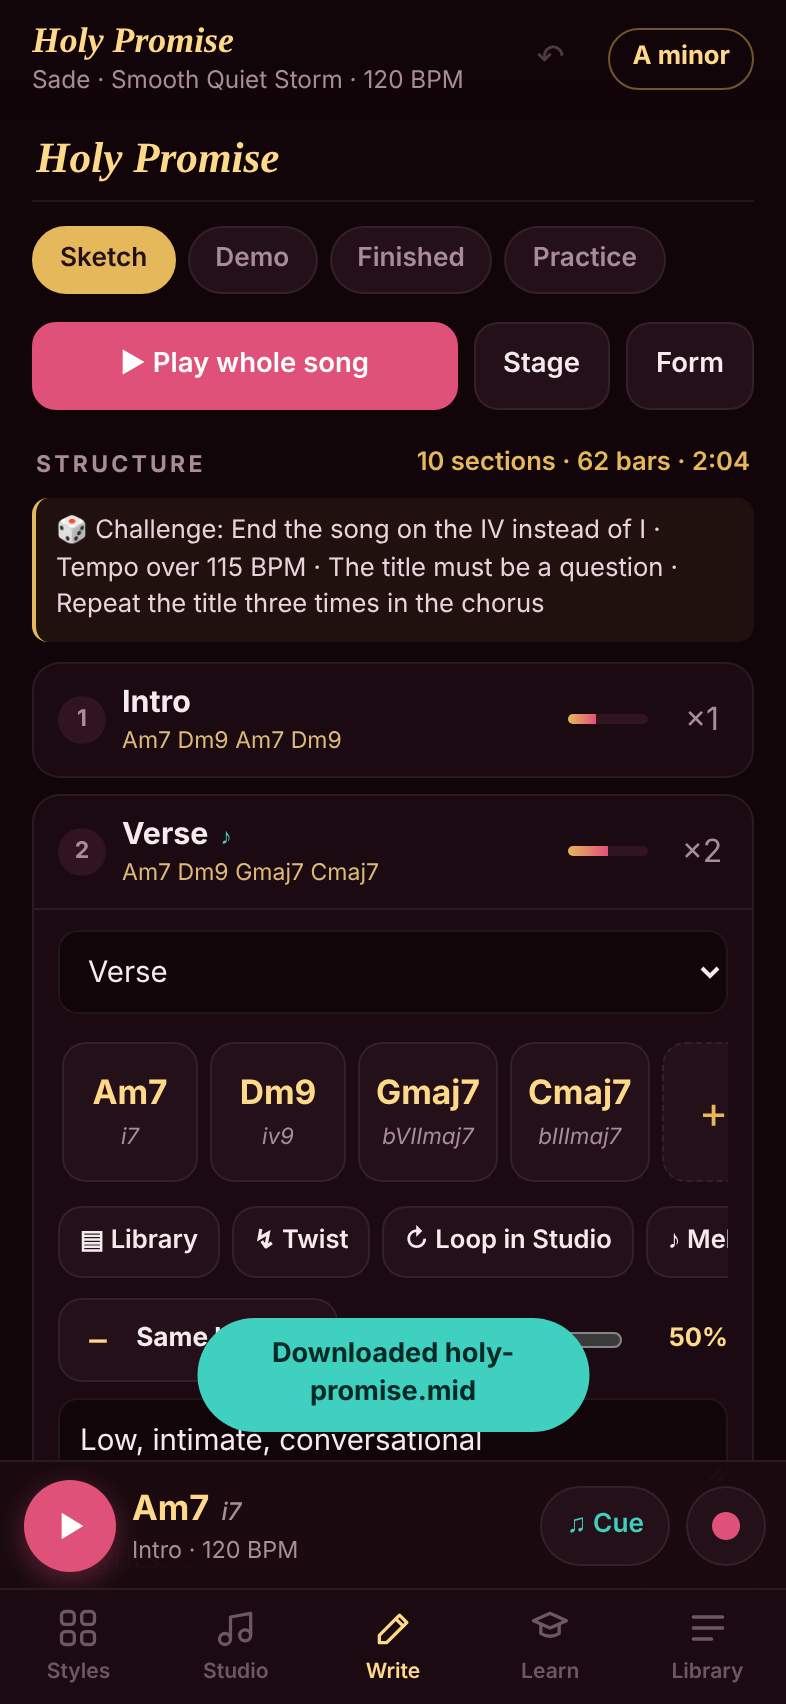 Holy Promise
Sade · Smooth Quiet Storm · 120 BPM
A minor
Holy Promise
Sketch
Demo
Finished
Practice
▶ Play whole song
Stage
Form
STRUCTURE
10 sections · 62 bars · 2:04
🎲 Challenge: End the song on the IV instead of I ·
Tempo over 115 BPM · The title must be a question ·
Repeat the title three times in the chorus
1
Intro
Am7 Dm9 Am7 Dm9
×1
2
Verse ♪
Am7 Dm9 Gmaj7 Cmaj7
×2
Verse
Am7
i7
Dm9
iv9
Gmaj7
bVIImaj7
Cmaj7
bIIImaj7
+
▤ Library
↯ Twist
↻ Loop in Studio
♪ Mel
– Same
50%
Downloaded holy-
promise.mid
Low, intimate, conversational
Am7 i7
Intro · 120 BPM
♫ Cue
Styles
Studio
Write
Learn
Library